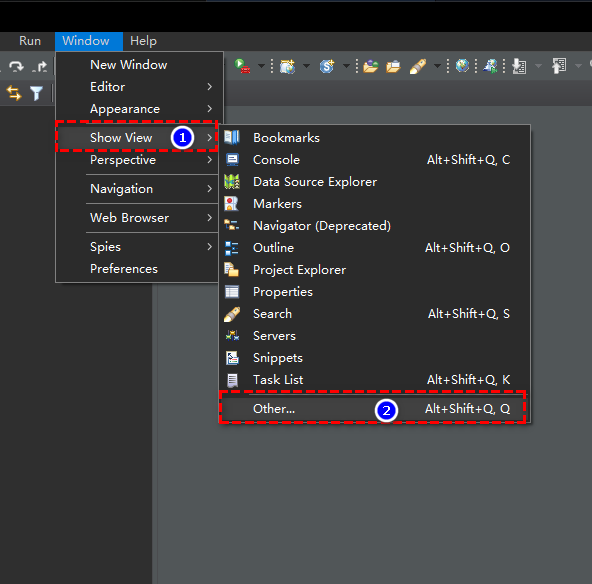 Run Window Help
New Window
Editor
Appearance
Show View 1
Perspective
Navigation
Web Browser
Spies
Preferences
Bookmarks
Console Alt+Shift+Q, C
Data Source Explorer
Markers
Navigator (Deprecated)
Outline Alt+Shift+Q, O
Project Explorer
Properties
Search Alt+Shift+Q, S
Servers
Snippets
Task List Alt+Shift+Q, K
Other... 2 Alt+Shift+Q, Q